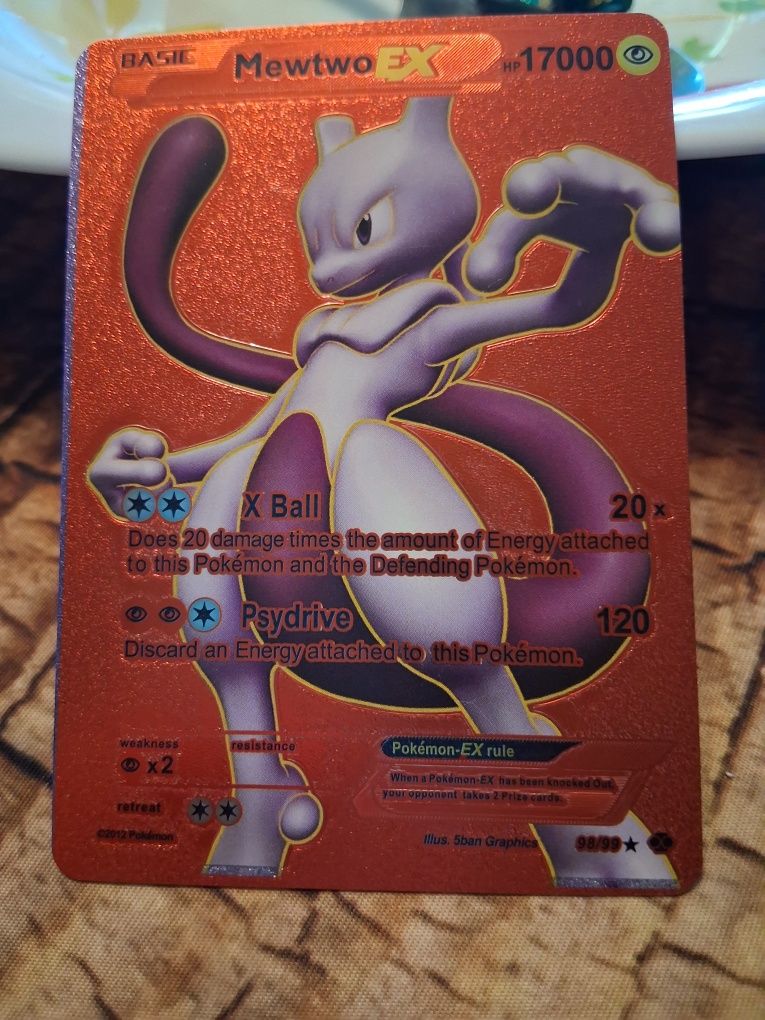 BASIC Mewtwo EX HP 17000
X Ball 20 x
Does 20 damage times the amount of Energy attached
to this Pokémon and the Defending Pokémon.
Psydrive 120
Discard an Energy attached to this Pokémon.
weakness resistance
x2
Pokémon-EX rule
When a Pokémon-EX has been Knocked Out,
your opponent takes 2 Prize cards.
retreat
©2012 Pokémon
Illus. 5ban Graphics 98/99